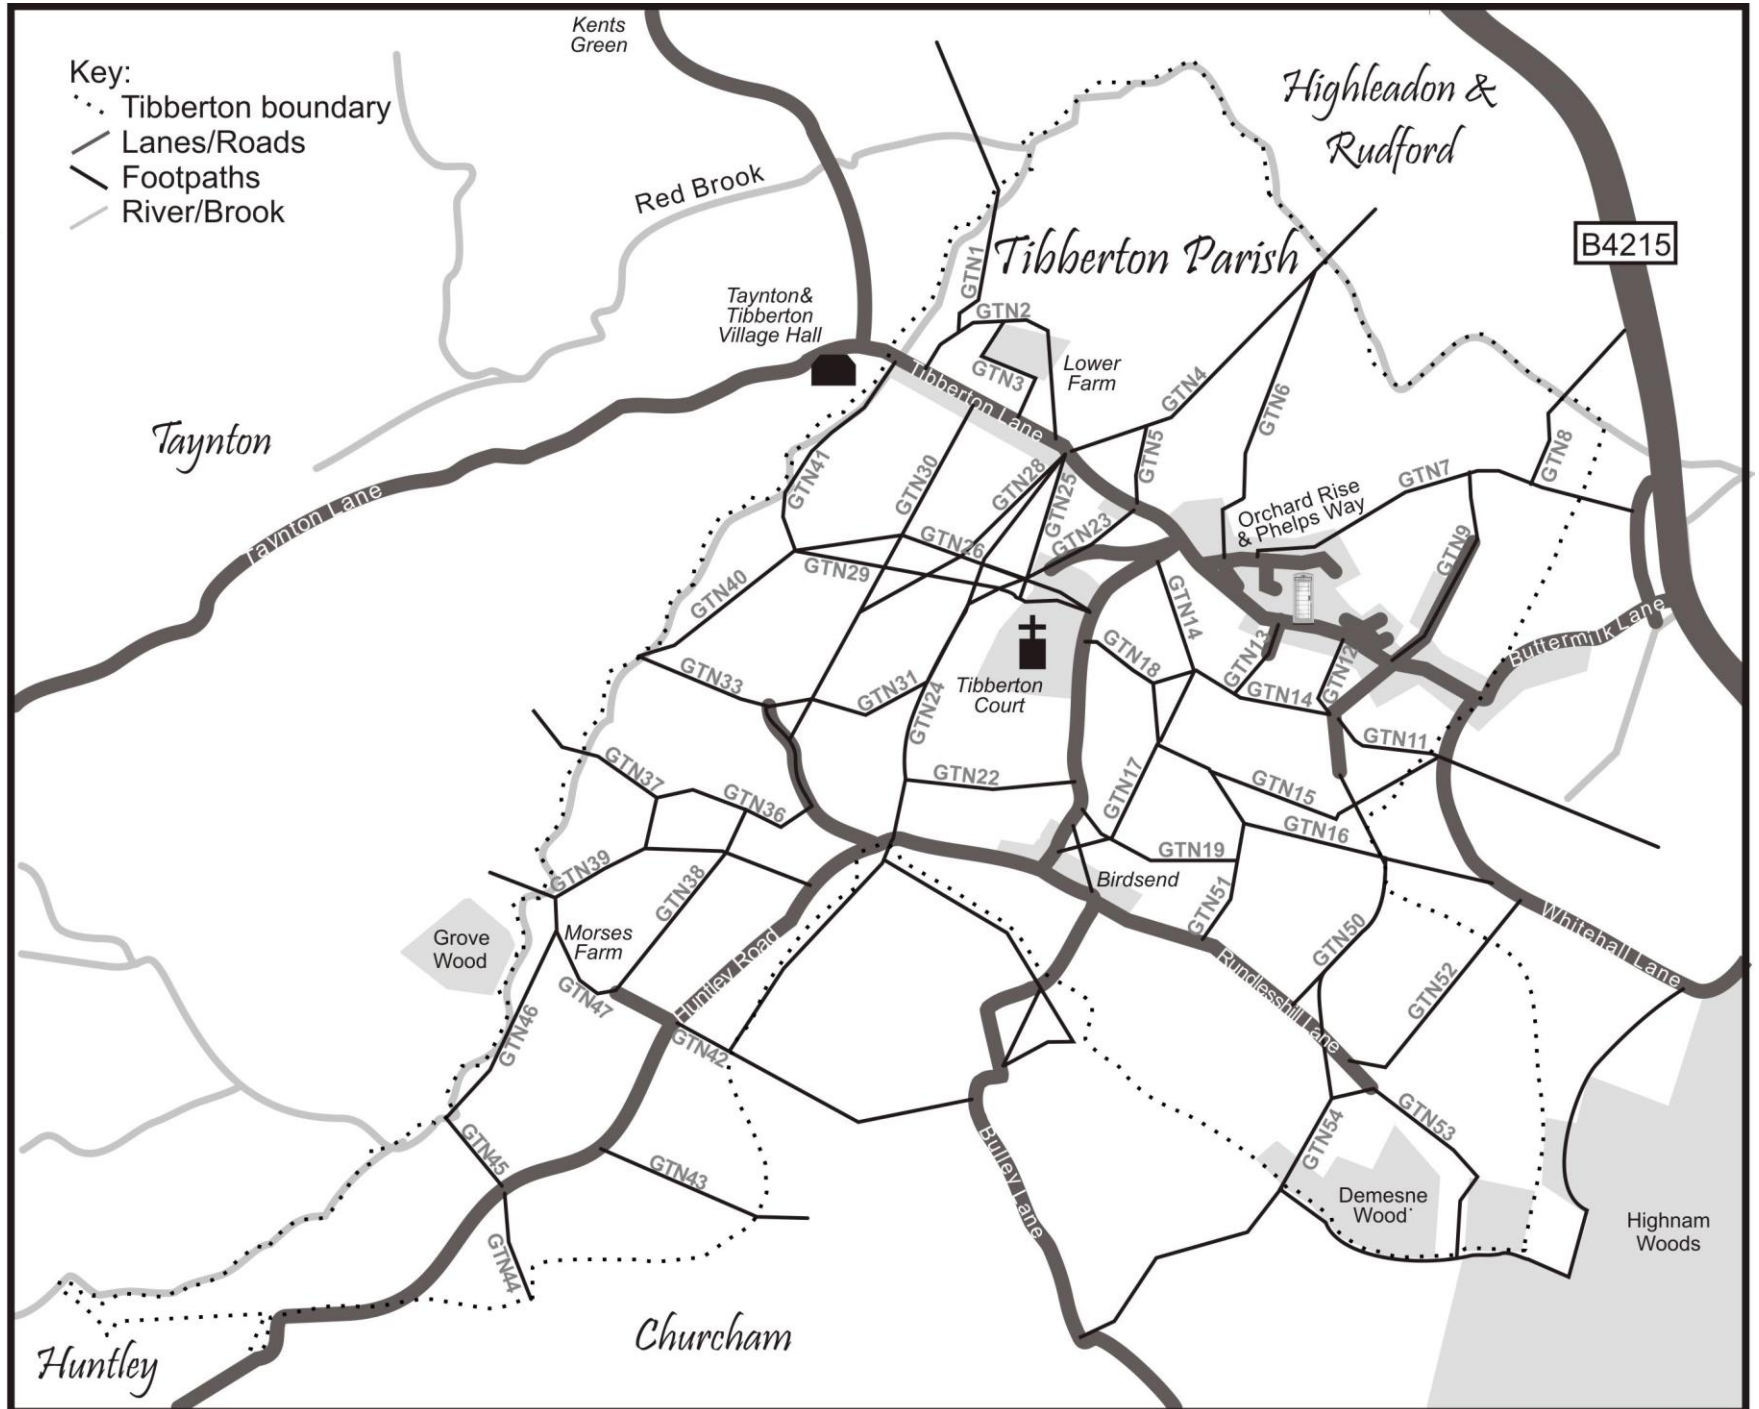 Kents
Green
Key:
Tibberton boundary
Lanes/Roads
Footpaths
River/Brook
Highleadon &
Rudford
Red Brook
B4215
Tibberton Parish
GTN1
Taynton&
Tibberton
Village Hall
GTN2
Lower
Farm
GTN3
Tibberton Lane
GTN4
GTN6
Taynton
GTN5
GTN8
GTN7
GTN41
GTN30
GTN28
GTN25
Orchard Rise
& Phelps Way
Taynton Lane
GTN23
GTN26
GTN9
GTN29
GTN40
GTN14
Buttermilk Lane
GTN18
GTN13
GTN12
GTN33
GTN31
Tibberton
Court
GTN14
GTN24
GTN11
GTN37
GTN22
GTN17
GTN15
GTN36
GTN16
GTN39
GTN19
Birdsend
GTN38
GTN51
Whitehall Lane
Grove
Wood
Morses
Farm
GTN50
GTN52
Huntley Road
Rundlesshill Lane
GTN47
GTN46
GTN42
GTN53
GTN54
GTN45
GTN43
Bulley Lane
Demesne
Wood
Highnam
Woods
GTN44
Churcham
Huntley